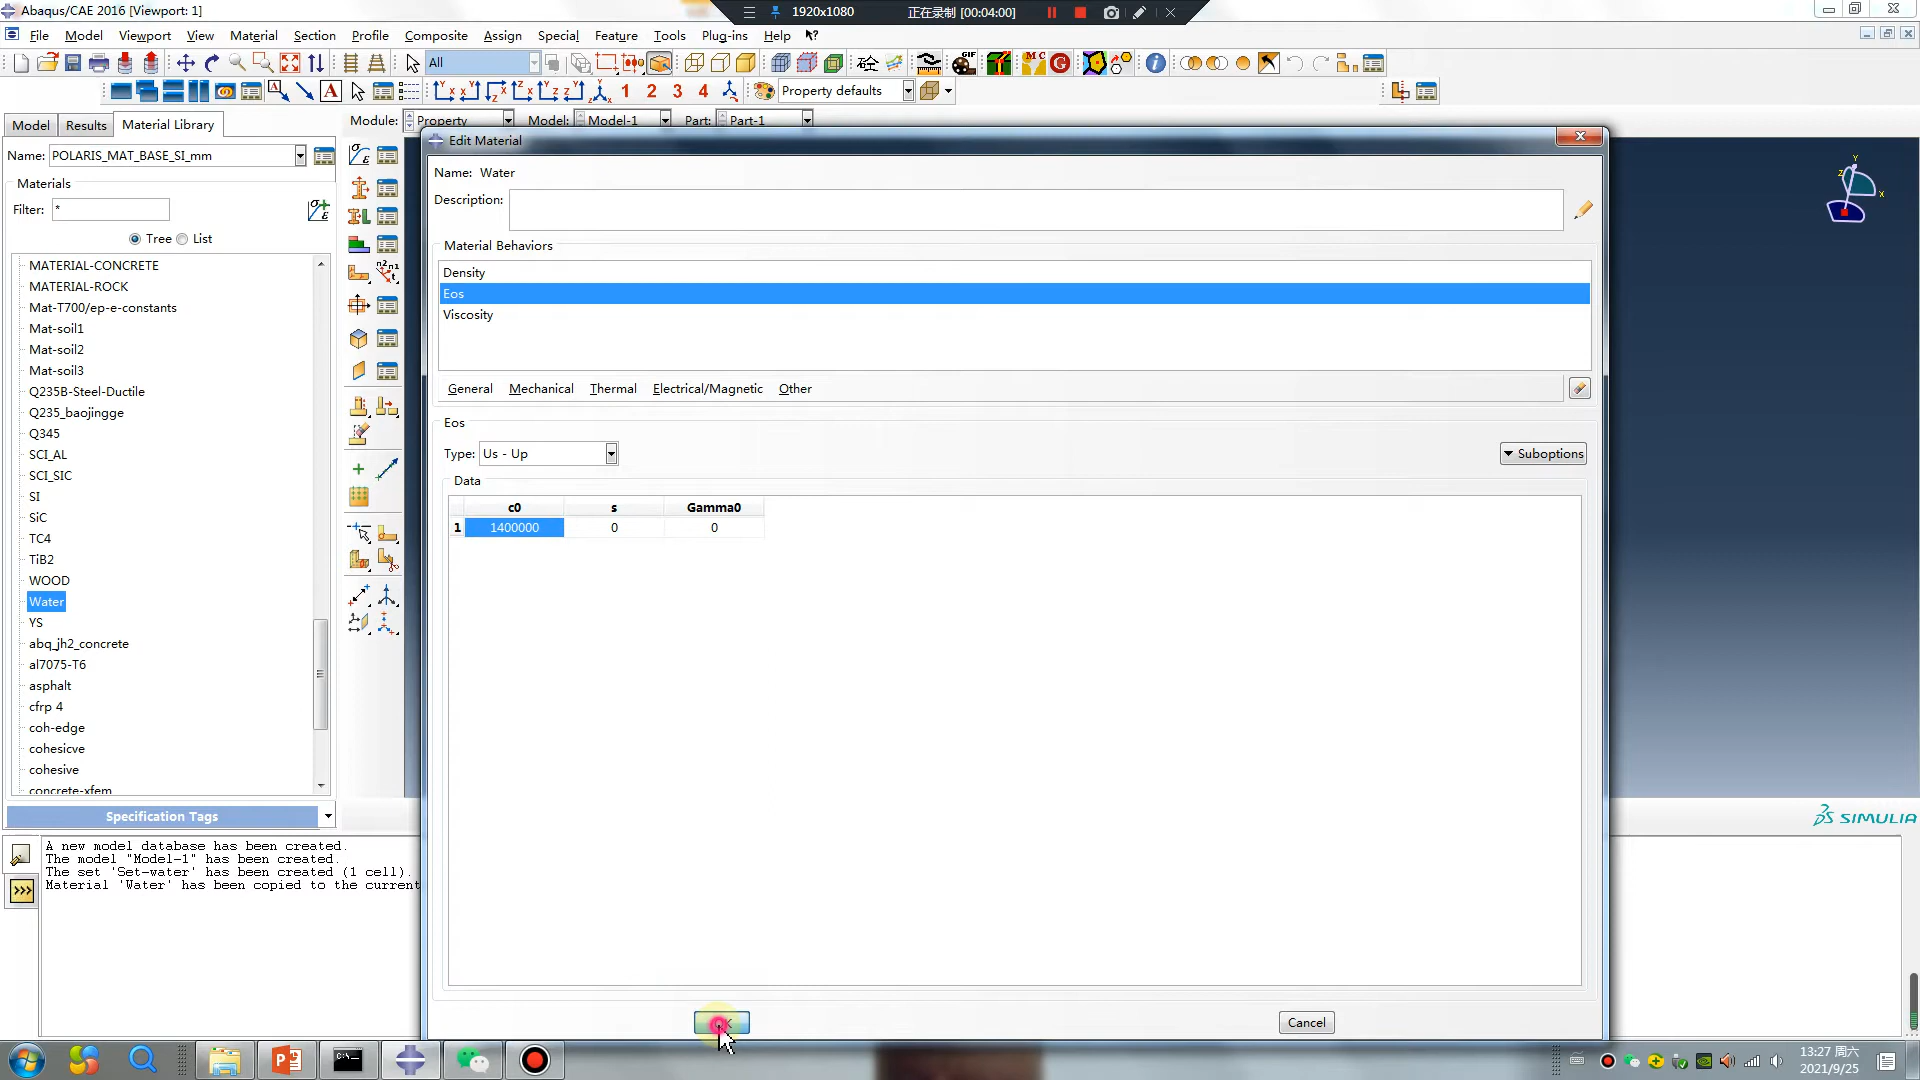 Abaqus/CAE 2016 [Viewport: 1]
1920x1080 正在录制 [00:04:00]
File Model Viewport View Material Section Profile Composite Assign Special Feature Tools Plug-ins Help
All
1 2 3 4 Property defaults
Model Results Material Library
Module: Property Model: Model-1 Part: Part-1
Name: POLARIS_MAT_BASE_SI_mm
Materials
Filter: *
Tree List
MATERIAL-CONCRETE
MATERIAL-ROCK
Mat-T700/ep-e-constants
Mat-soil1
Mat-soil2
Mat-soil3
Q235B-Steel-Ductile
Q235_baojingge
Q345
SCI_AL
SCI_SIC
SI
SiC
TC4
TiB2
WOOD
Water
YS
abq_jh2_concrete
al7075-T6
asphalt
cfrp 4
coh-edge
cohesicve
cohesive
concrete-xfem
Specification Tags
Edit Material
Name: Water
Description:
Material Behaviors
Density
Eos
Viscosity
General Mechanical Thermal Electrical/Magnetic Other
Eos
Type: Us - Up
Suboptions
Data
c0 s Gamma0
1 1400000 0 0
Cancel
Y
Z
X
SIMULIA
A new model database has been created.
The model "Model-1" has been created.
The set 'Set-water' has been created (1 cell).
Material 'Water' has been copied to the current
13:27 周六
2021/9/25